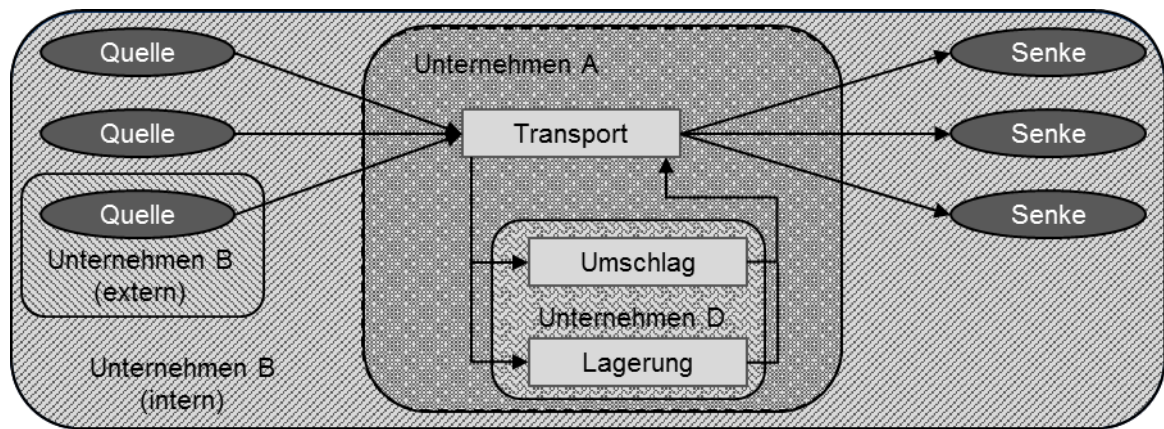 Quelle
Quelle
Quelle
Unternehmen B
(extern)
Unternehmen B
(intern)
Unternehmen A
Transport
Umschlag
Unternehmen D
Lagerung
Senke
Senke
Senke